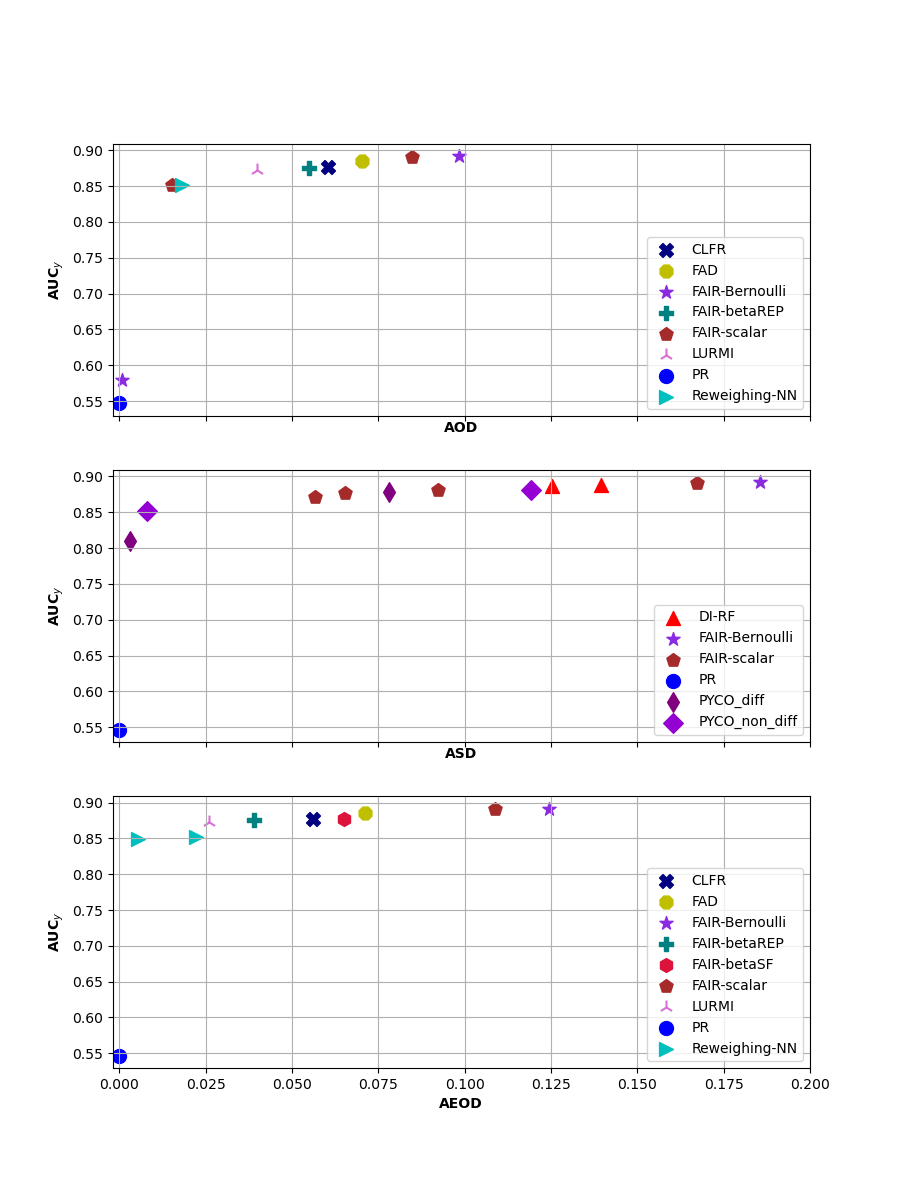 0.90
0.85
0.80
0.75
0.70
0.65
0.60
0.55
AUCy
CLFR
FAD
FAIR-Bernoulli
FAIR-betaREP
FAIR-scalar
LURMI
PR
Reweighing-NN
AOD
0.90
0.85
0.80
0.75
0.70
0.65
0.60
0.55
AUCy
DI-RF
FAIR-Bernoulli
FAIR-scalar
PR
PYCO_diff
PYCO_non_diff
ASD
0.90
0.85
0.80
0.75
0.70
0.65
0.60
0.55
AUCy
CLFR
FAD
FAIR-Bernoulli
FAIR-betaREP
FAIR-betaSF
FAIR-scalar
LURMI
PR
Reweighing-NN
0.000 0.025 0.050 0.075 0.100 0.125 0.150 0.175 0.200
AEOD